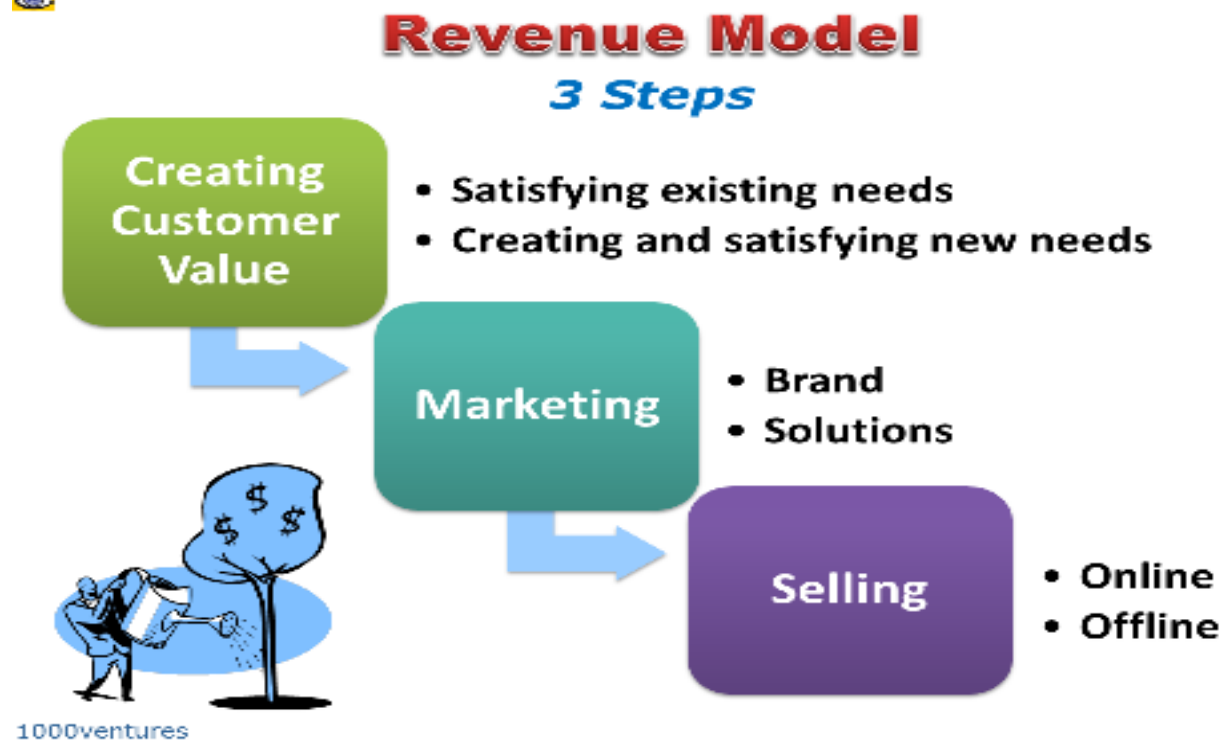 Revenue Model
3 Steps
Creating
Customer
Value
• Satisfying existing needs
• Creating and satisfying new needs
Marketing
• Brand
• Solutions
Selling
• Online
• Offline
$
$
$
1000ventures